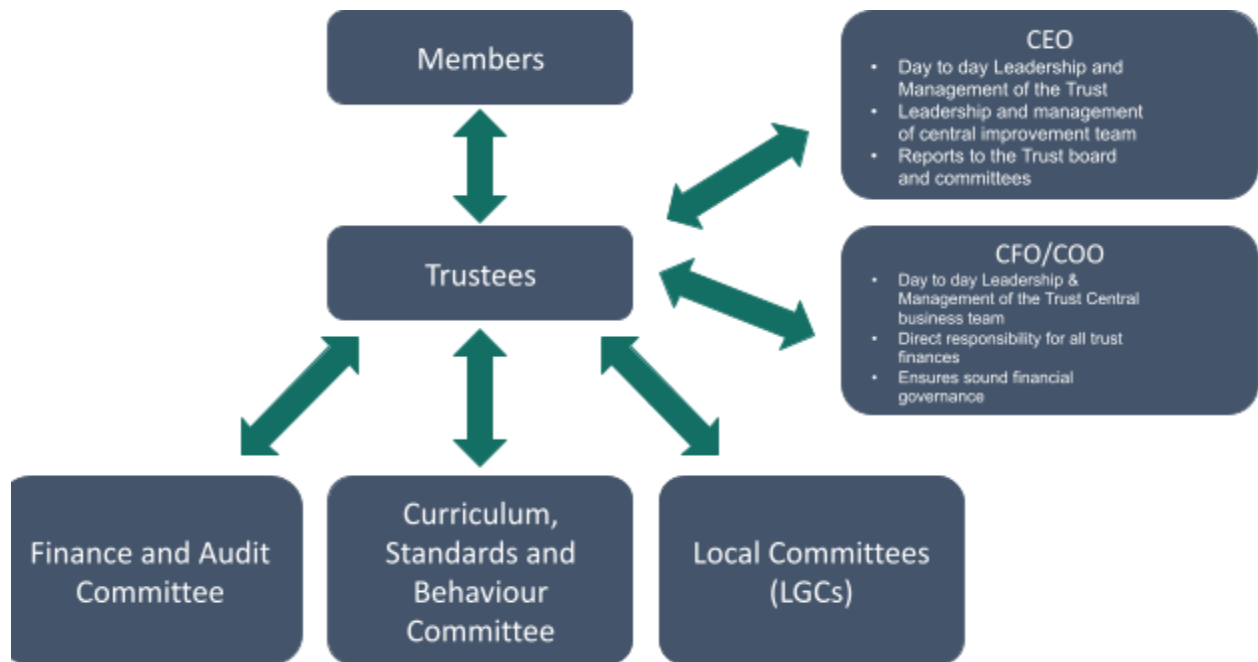 Members
CEO
• Day to day Leadership and
Management of the Trust
• Leadership and management
of central improvement team
• Reports to the Trust board
and committees
Trustees
CFO/COO
• Day to day Leadership &
Management of the Trust Central
business team
• Direct responsibility for all trust
finances
• Ensures sound financial
governance
Finance and Audit
Committee
Curriculum,
Standards and
Behaviour
Committee
Local Committees
(LGCs)